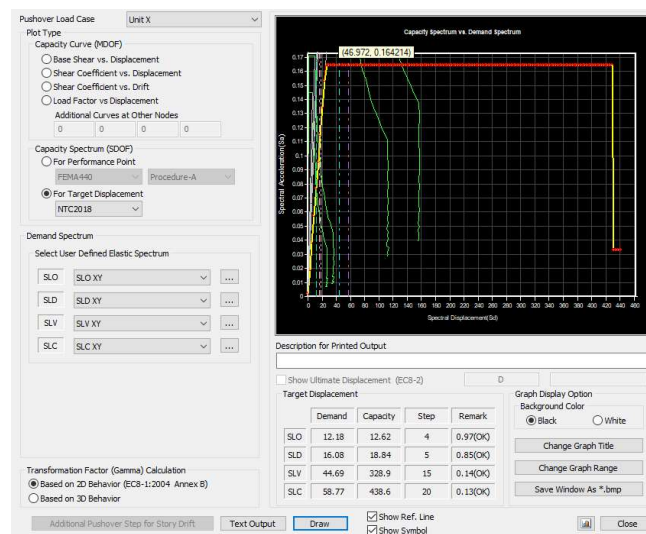 Pushover Load Case Unit X
Plot Type
Capacity Curve (MDOF)
Base Shear vs. Displacement
Shear Coefficient vs. Displacement
Shear Coefficient vs. Drift
Load Factor vs Displacement
Additional Curves at Other Nodes
0 0 0 0
Capacity Spectrum (SDOF)
For Performance Point
FEMA440 Procedure-A
For Target Displacement
NTC2018
Demand Spectrum
Select User Defined Elastic Spectrum
SLO SLO XY ...
SLD SLD XY ...
SLV SLV XY ...
SLC SLC XY ...
Transformation Factor (Gamma) Calculation
Based on 2D Behavior (EC8-1:2004 Annex B)
Based on 3D Behavior
Additional Pushover Step for Story Drift Text Output Draw
Show Ref. Line
Show Symbol
Close
Capacity Spectrum vs. Demand Spectrum
(46.972, 0.164214)
Spectral Acceleration(Sa)
0.17
0.16
0.15
0.14
0.13
0.12
0.11
0.1
0.09
0.08
0.07
0.06
0.05
0.04
0.03
0.02
0.01
0
0 20 40 60 80 100 120 140 160 180 200 220 240 260 280 300 320 340 360 380 400 420 440 460
Spectral Displacement(Sd)
Description for Printed Output
Show Ultimate Displacement (EC8-2) D
Target Displacement
Demand Capacity Step Remark
SLO 12.18 12.62 4 0.97(OK)
SLD 16.08 18.84 5 0.85(OK)
SLV 44.69 328.9 15 0.14(OK)
SLC 58.77 438.6 20 0.13(OK)
Graph Display Option
Background Color
Black White
Change Graph Title
Change Graph Range
Save Window As *.bmp